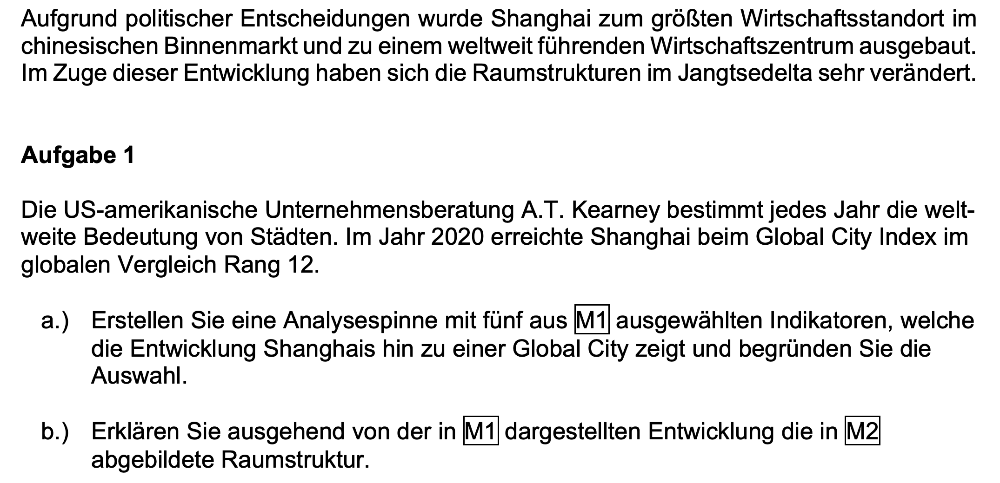 Aufgrund politischer Entscheidungen wurde Shanghai zum größten Wirtschaftsstandort im
chinesischen Binnenmarkt und zu einem weltweit führenden Wirtschaftszentrum ausgebaut.
Im Zuge dieser Entwicklung haben sich die Raumstrukturen im Jangtsedelta sehr verändert.
Aufgabe 1
Die US-amerikanische Unternehmensberatung A.T. Kearney bestimmt jedes Jahr die welt-
weite Bedeutung von Städten. Im Jahr 2020 erreichte Shanghai beim Global City Index im
globalen Vergleich Rang 12.
a.) Erstellen Sie eine Analysespinne mit fünf aus M1 ausgewählten Indikatoren, welche
die Entwicklung Shanghais hin zu einer Global City zeigt und begründen Sie die
Auswahl.
b.) Erklären Sie ausgehend von der in M1 dargestellten Entwicklung die in M2
abgebildete Raumstruktur.